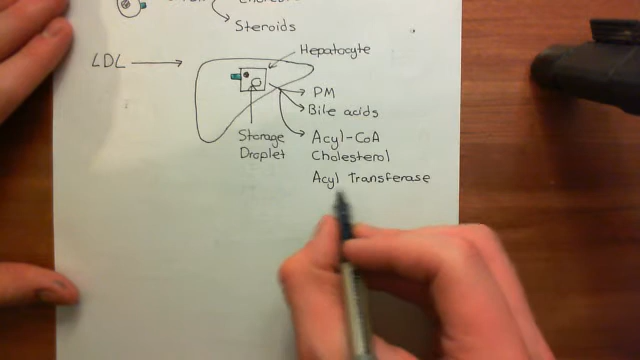 Steroids
LDL
Hepatocyte
PM
Bile acids
Storage
Droplet
Acyl-CoA
Cholesterol
Acyl Transferase